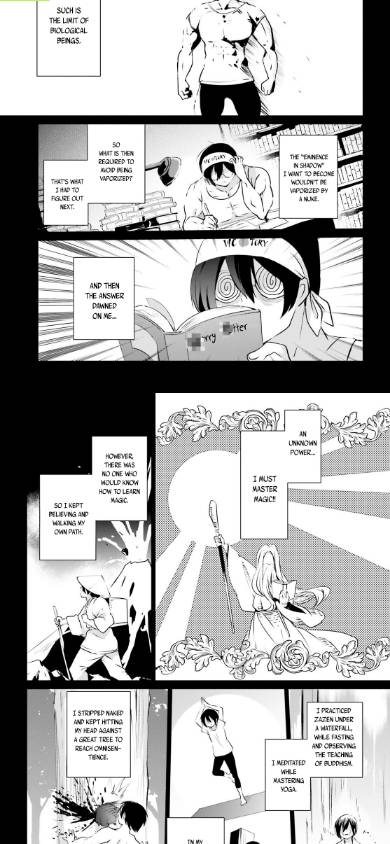 SUCH IS
THE LIMIT OF
BIOLOGICAL
BEINGS.
THE "EMINENCE
IN SHADOW"
I WANT TO BECOME
WOULDN'T BE
VAPORIZED BY
A NUKE.
SO
WHAT IS THEN
REQUIRED TO
AVOID BEING
VAPORIZED?
THAT'S WHAT
I HAD TO
FIGURE OUT
NEXT.
VICTORY
VIC TORY
AND THEN
THE ANSWER
DAWNED
ON ME...
rry tter
AN
UNKNOWN
POWER...
I MUST
MASTER
MAGIC!!
HOWEVER,
THERE WAS
NO ONE WHO
WOULD KNOW
HOW TO LEARN
MAGIC.
SO I KEPT
BELIEVING AND
WALKING MY
OWN PATH.
I PRACTICED
ZAZEN UNDER
A WATERFALL,
WHILE FASTING
AND OBSERVING
THE TEACHING
OF BUDDHISM.
I MEDITATED
WHILE
MASTERING
YOGA.
I STRIPPED NAKED
AND KEPT HITTING
MY HEAD AGAINST
A GREAT TREE TO
REACH OMNISEN-
TIENCE.
IN MY